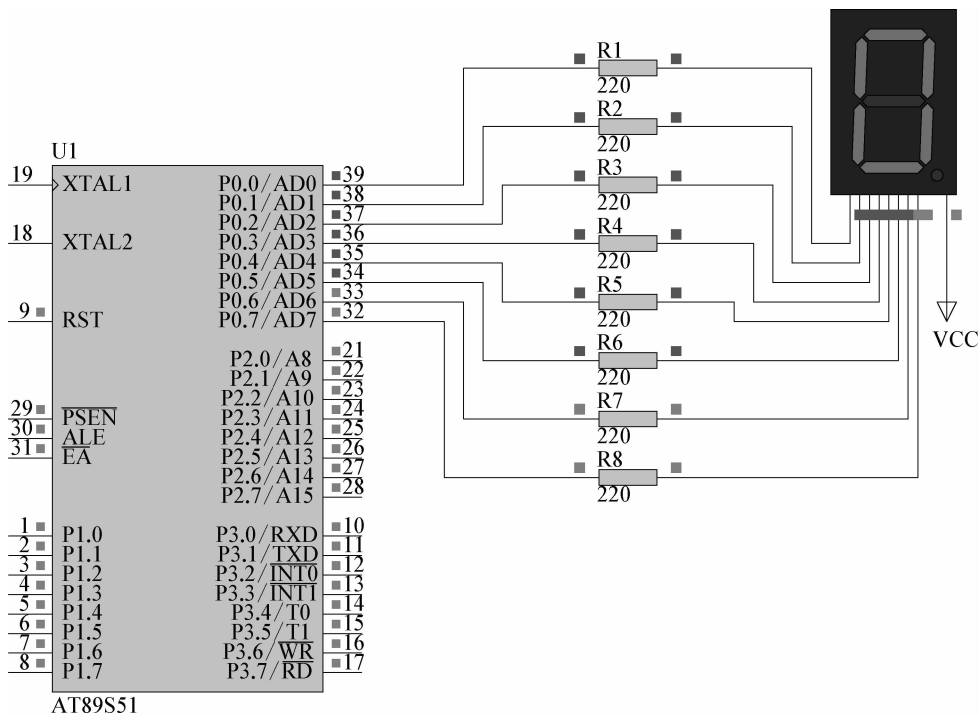 R1
220
R2
220
R3
220
R4
220
R5
220
R6
220
R7
220
R8
220
VCC
U1
19 XTAL1
18 XTAL2
9 RST
29 PSEN
30 ALE
31 EA
1 P1.0
2 P1.1
3 P1.2
4 P1.3
5 P1.4
6 P1.5
7 P1.6
8 P1.7
P0.0/AD0 39
P0.1/AD1 38
P0.2/AD2 37
P0.3/AD3 36
P0.4/AD4 35
P0.5/AD5 34
P0.6/AD6 33
P0.7/AD7 32
P2.0/A8 21
P2.1/A9 22
P2.2/A10 23
P2.3/A11 24
P2.4/A12 25
P2.5/A13 26
P2.6/A14 27
P2.7/A15 28
P3.0/RXD 10
P3.1/TXD 11
P3.2/INT0 12
P3.3/INT1 13
P3.4/T0 14
P3.5/T1 15
P3.6/WR 16
P3.7/RD 17
AT89S51